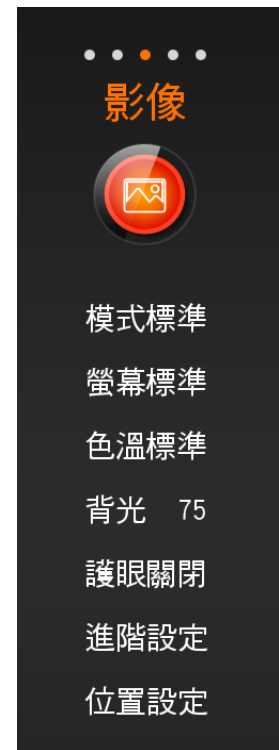 影像
模式標準
螢幕標準
色溫標準
背光 75
護眼關閉
進階設定
位置設定